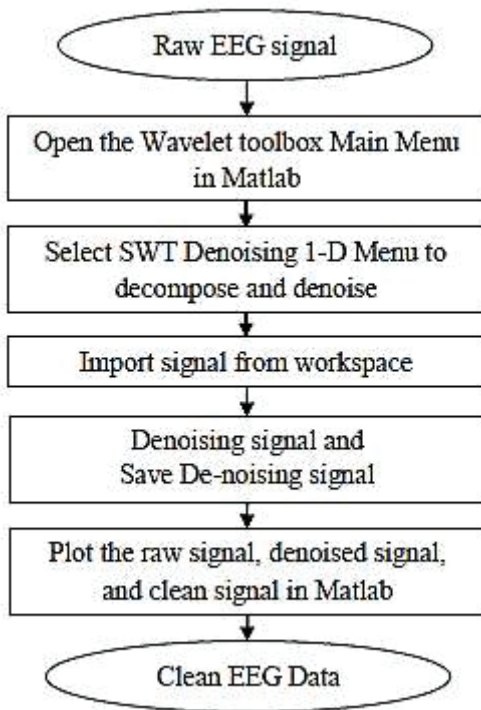 Raw EEG signal
Open the Wavelet toolbox Main Menu
in Matlab
Select SWT Denoising 1-D Menu to
decompose and denoise
Import signal from workspace
Denoising signal and
Save De-noising signal
Plot the raw signal, denoised signal,
and clean signal in Matlab
Clean EEG Data